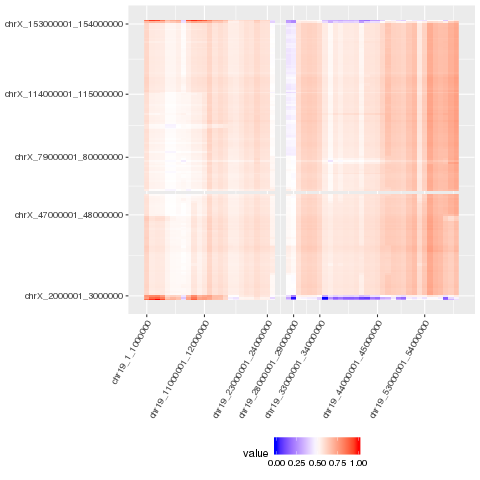 chrX_153000001_154000000
chrX_114000001_115000000
chrX_79000001_80000000
chrX_47000001_48000000
chrX_2000001_3000000
chr19_1_1000000
chr19_11000001_12000000
chr19_23000001_24000000
chr19_28000001_29000000
chr19_33000001_34000000
chr19_44000001_45000000
chr19_53000001_54000000
value
0.00 0.25 0.50 0.75 1.00